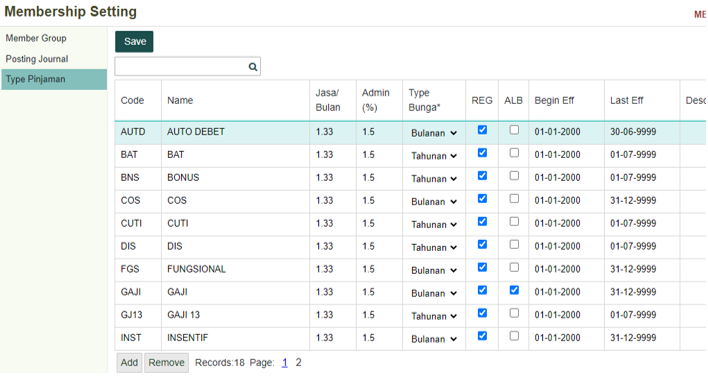 Membership Setting
ME
Member Group
Posting Journal
Type Pinjaman
Save
Code Name Jasa/ Bulan Admin (%) Type Bunga* REG ALB Begin Eff Last Eff Desc
AUTD AUTO DEBET 1.33 1.5 Bulanan 01-01-2000 30-06-9999
BAT BAT 1.33 1.5 Tahunan 01-01-2000 01-07-9999
BNS BONUS 1.33 1.5 Tahunan 01-01-2000 01-07-9999
COS COS 1.33 1.5 Bulanan 01-01-2000 31-12-9999
CUTI CUTI 1.33 1.5 Tahunan 01-01-2000 01-07-9999
DIS DIS 1.33 1.5 Tahunan 01-01-2000 01-07-9999
FGS FUNGSIONAL 1.33 1.5 Bulanan 01-01-2000 31-12-9999
GAJI GAJI 1.33 1.5 Bulanan 01-01-2000 31-12-9999
GJ13 GAJI 13 1.33 1.5 Tahunan 01-01-2000 01-07-9999
INST INSENTIF 1.33 1.5 Bulanan 01-01-2000 31-12-9999
Add Remove Records:18 Page: 1 2